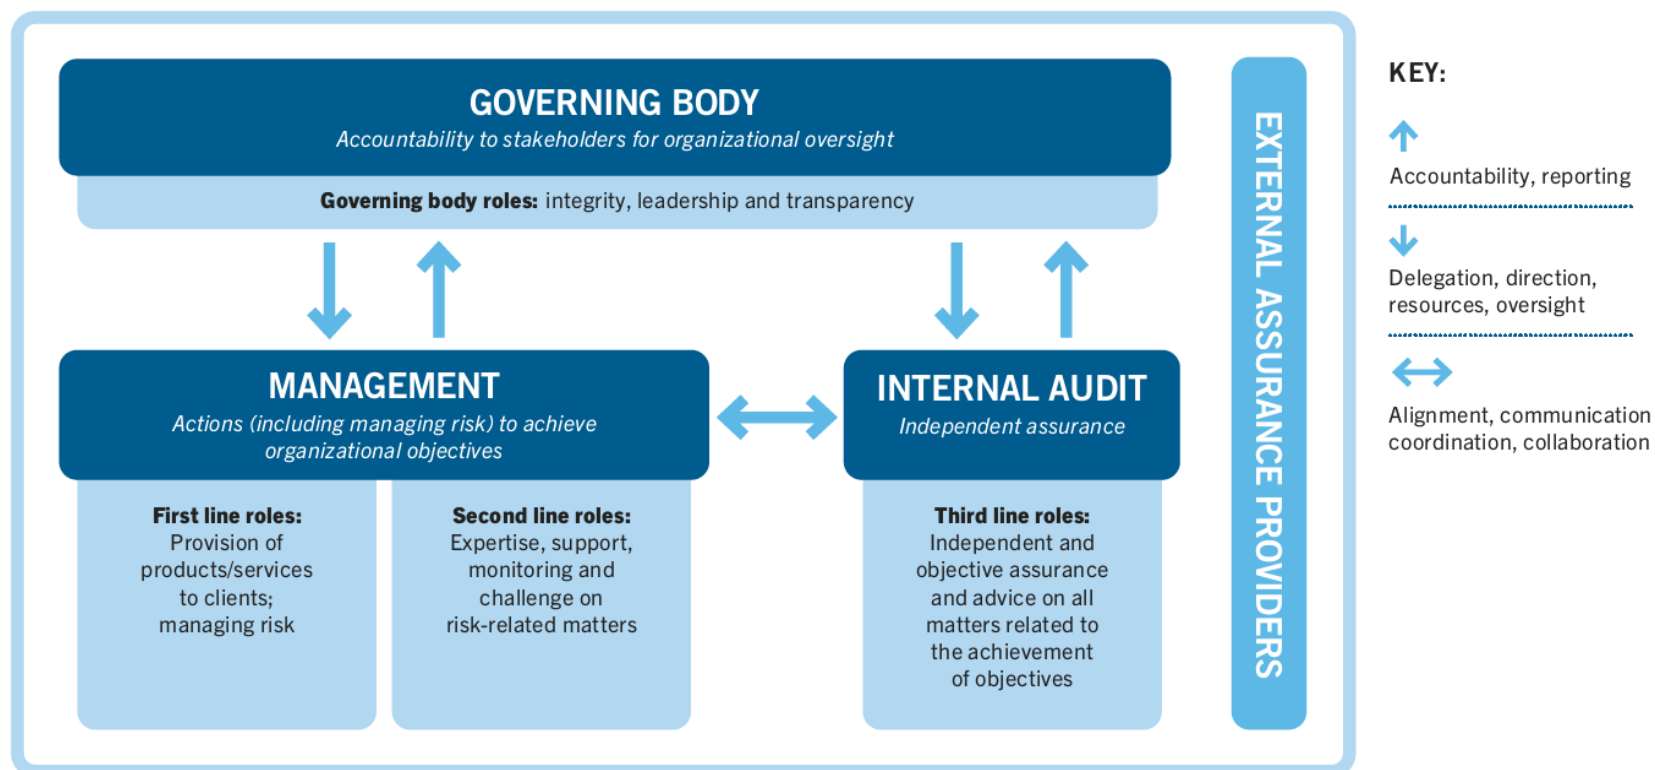 GOVERNING BODY
Accountability to stakeholders for organizational oversight
Governing body roles: integrity, leadership and transparency
MANAGEMENT
Actions (including managing risk) to achieve
organizational objectives
INTERNAL AUDIT
Independent assurance
First line roles:
Provision of
products/services
to clients;
managing risk
Second line roles:
Expertise, support,
monitoring and
challenge on
risk-related matters
Third line roles:
Independent and
objective assurance
and advice on all
matters related to
the achievement
of objectives
EXTERNAL ASSURANCE PROVIDERS
KEY:
Accountability, reporting
Delegation, direction,
resources, oversight
Alignment, communication
coordination, collaboration